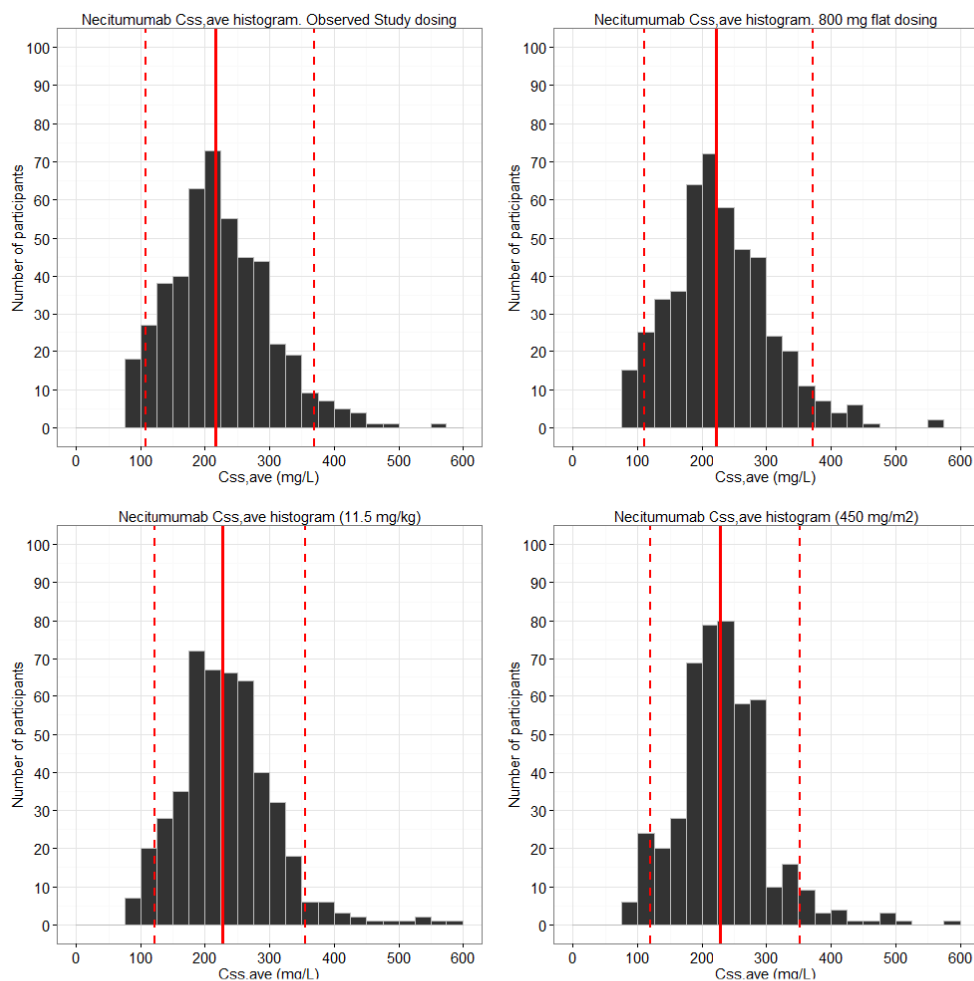 Necitumumab Css,ave histogram. Observed Study dosing
100
90
80
70
60
50
40
30
20
10
0
Number of participants
0 100 200 300 400 500 600
Css,ave (mg/L)
Necitumumab Css,ave histogram. 800 mg flat dosing
100
90
80
70
60
50
40
30
20
10
0
Number of participants
0 100 200 300 400 500 600
Css,ave (mg/L)
Necitumumab Css,ave histogram (11.5 mg/kg)
100
90
80
70
60
50
40
30
20
10
0
Number of participants
0 100 200 300 400 500 600
Css,ave (mg/L)
Necitumumab Css,ave histogram (450 mg/m2)
100
90
80
70
60
50
40
30
20
10
0
Number of participants
0 100 200 300 400 500 600
Css,ave (mg/L)